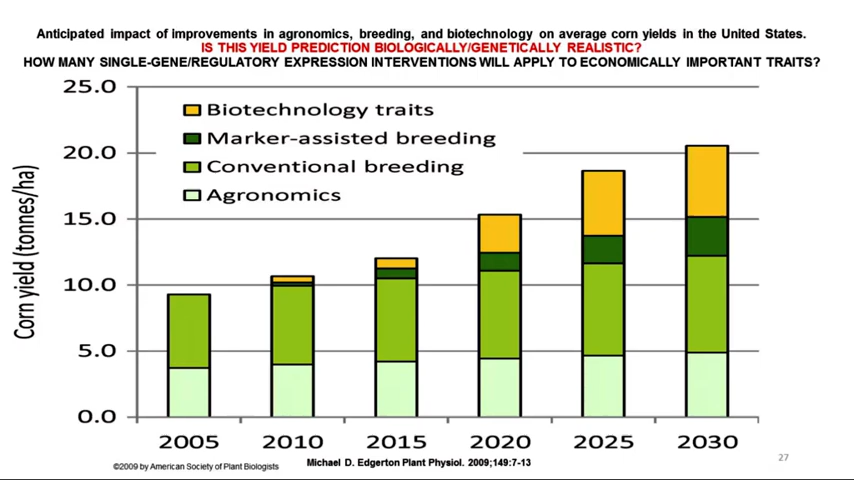 Anticipated impact of improvements in agronomics, breeding, and biotechnology on average corn yields in the United States.
IS THIS YIELD PREDICTION BIOLOGICALLY/GENETICALLY REALISTIC?
HOW MANY SINGLE-GENE/REGULATORY EXPRESSION INTERVENTIONS WILL APPLY TO ECONOMICALLY IMPORTANT TRAITS?
Corn yield (tonnes/ha)
25.0
20.0
15.0
10.0
5.0
0.0
Biotechnology traits
Marker-assisted breeding
Conventional breeding
Agronomics
2005 2010 2015 2020 2025 2030
©2009 by American Society of Plant Biologists
Michael D. Edgerton Plant Physiol. 2009;149:7-13
27